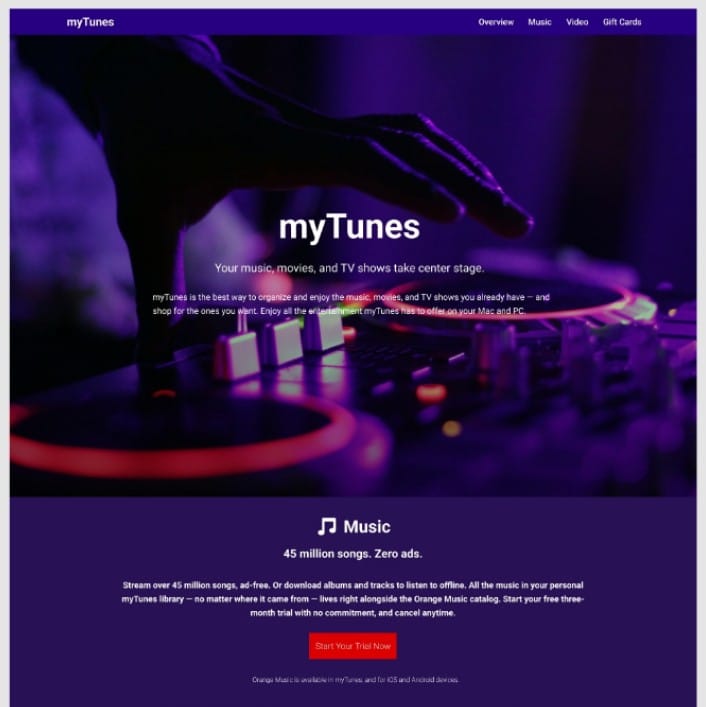 myTunes
Overview Music Video Gift Cards
myTunes
Your music, movies, and TV shows take center stage.
myTunes is the best way to organize and enjoy the music, movies, and TV shows you already have — and
shop for the ones you want. Enjoy all the entertainment myTunes has to offer on your Mac and PC.
Music
45 million songs. Zero ads.
Stream over 45 million songs, ad-free. Or download albums and tracks to listen to offline. All the music in your personal
myTunes library — no matter where it came from — lives right alongside the Orange Music catalog. Start your free three-
month trial with no commitment, and cancel anytime.
Start Your Trial Now
Orange Music is available in myTunes, and for iOS and Android devices.